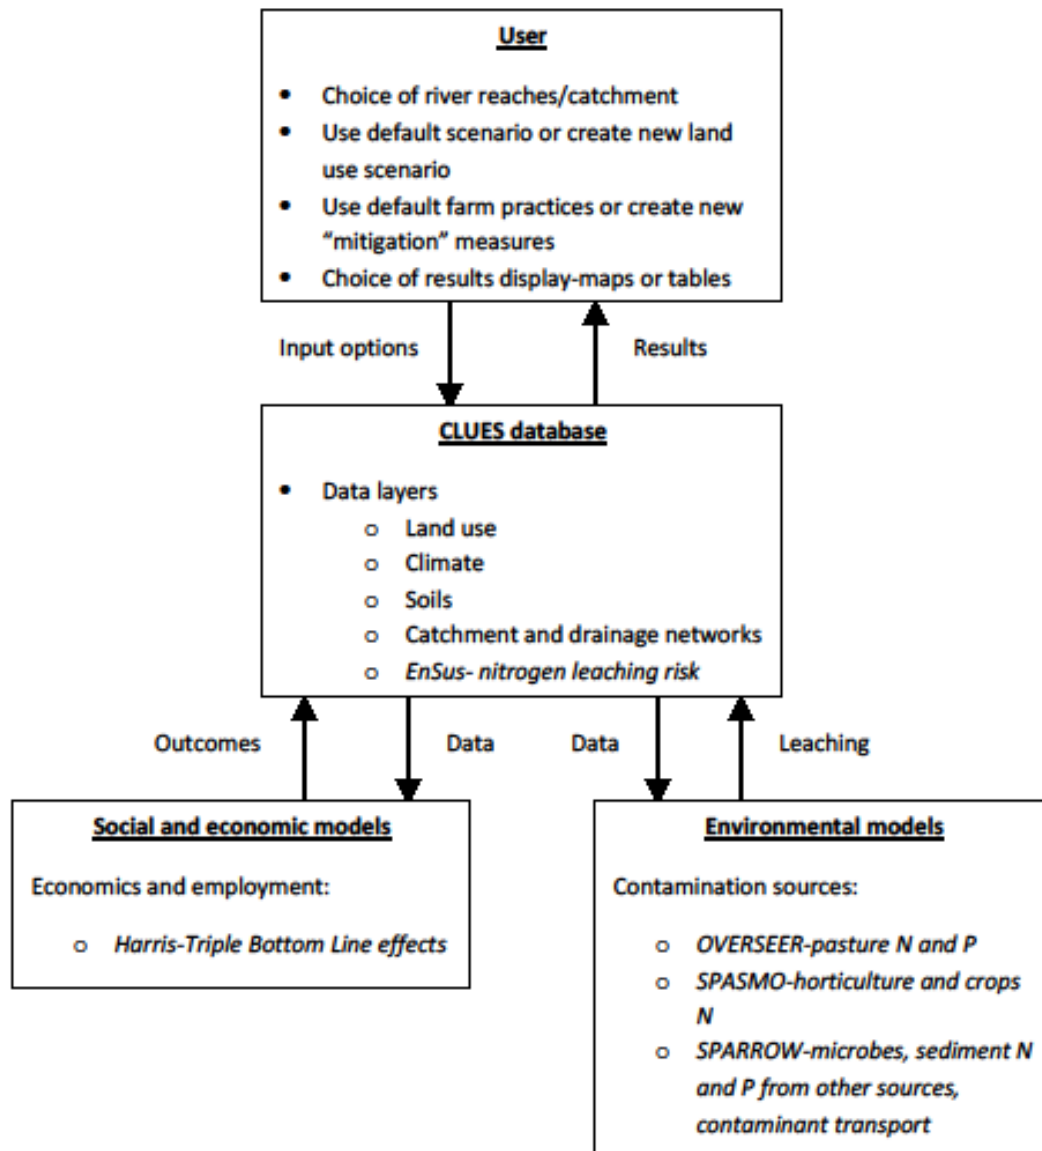 User
• Choice of river reaches/catchment
• Use default scenario or create new land
use scenario
• Use default farm practices or create new
“mitigation” measures
• Choice of results display-maps or tables
Input options
Results
CLUES database
• Data layers
o Land use
o Climate
o Soils
o Catchment and drainage networks
o EnSus- nitrogen leaching risk
Outcomes
Data
Data
Leaching
Social and economic models
Economics and employment:
o Harris-Triple Bottom Line effects
Environmental models
Contamination sources:
o OVERSEER-pasture N and P
o SPASMO-horticulture and crops
N
o SPARROW-microbes, sediment N
and P from other sources,
contaminant transport